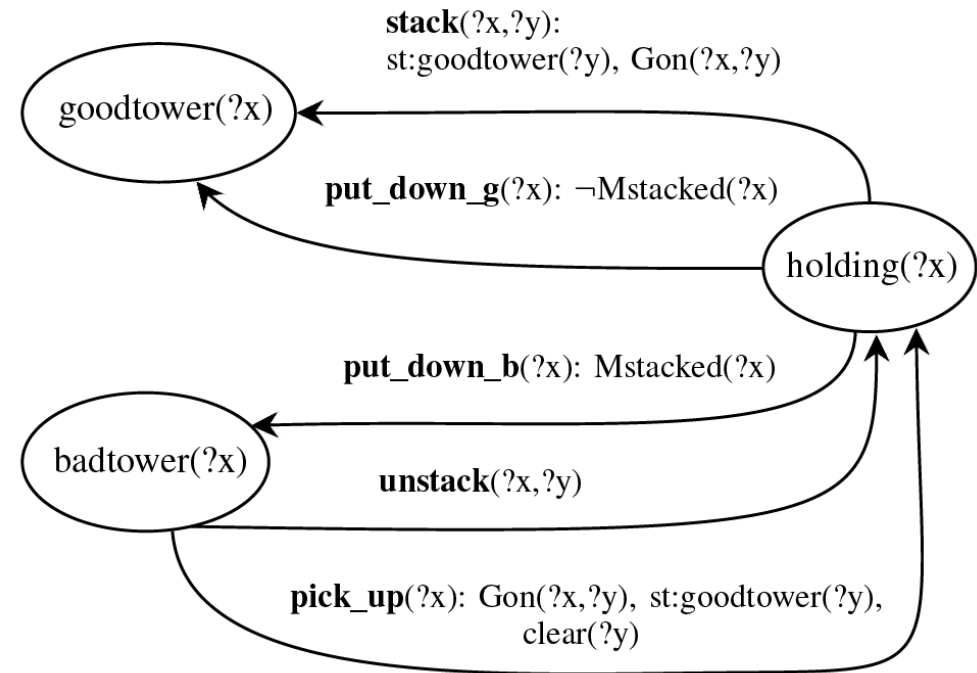 stack(?x,?y):
st:goodtower(?y), Gon(?x,?y)
goodtower(?x)
put_down_g(?x): ¬Mstacked(?x)
holding(?x)
put_down_b(?x): Mstacked(?x)
badtower(?x)
unstack(?x,?y)
pick_up(?x): Gon(?x,?y), st:goodtower(?y),
clear(?y)